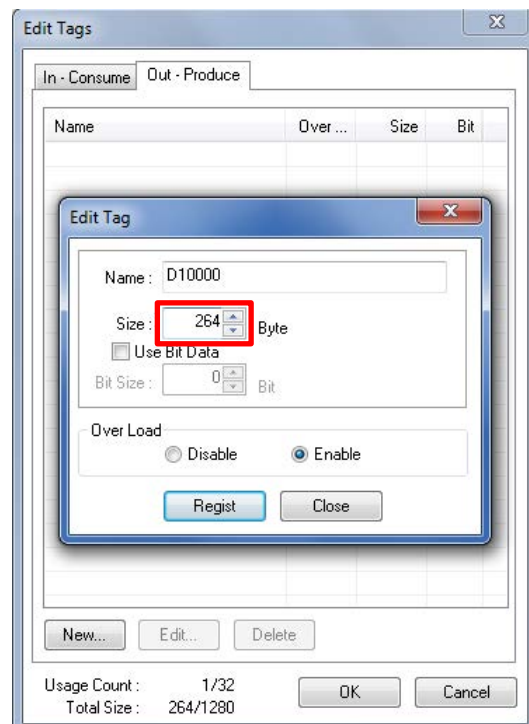 Edit Tags
In - Consume Out - Produce
Name Over ... Size Bit
Edit Tag
Name : D10000
Size : 264 Byte
Use Bit Data
Bit Size : 0 Bit
Over Load
Disable Enable
Regist Close
New... Edit... Delete
Usage Count : 1/32
Total Size : 264/1280
OK Cancel